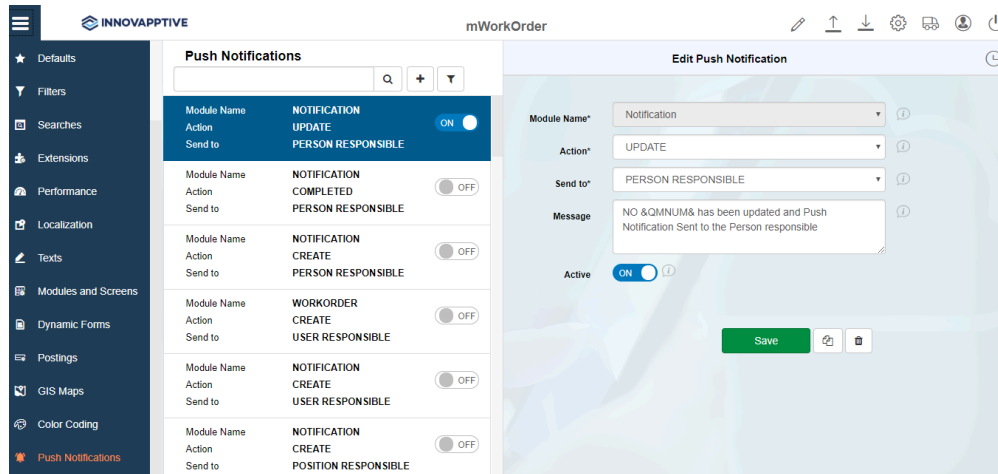 INNOVAPPTIVE
mWorkOrder
Defaults
Filters
Searches
Extensions
Performance
Localization
Texts
Modules and Screens
Dynamic Forms
Postings
GIS Maps
Color Coding
Push Notifications
Push Notifications
Module Name NOTIFICATION
Action UPDATE
Send to PERSON RESPONSIBLE
ON
Module Name NOTIFICATION
Action COMPLETED
Send to PERSON RESPONSIBLE
OFF
Module Name NOTIFICATION
Action CREATE
Send to PERSON RESPONSIBLE
OFF
Module Name WORKORDER
Action CREATE
Send to USER RESPONSIBLE
OFF
Module Name NOTIFICATION
Action CREATE
Send to USER RESPONSIBLE
OFF
Module Name NOTIFICATION
Action CREATE
Send to POSITION RESPONSIBLE
OFF
Edit Push Notification
Module Name* Notification
Action* UPDATE
Send to* PERSON RESPONSIBLE
Message NO &QMNUM& has been updated and Push
Notification Sent to the Person responsible
Active ON
Save